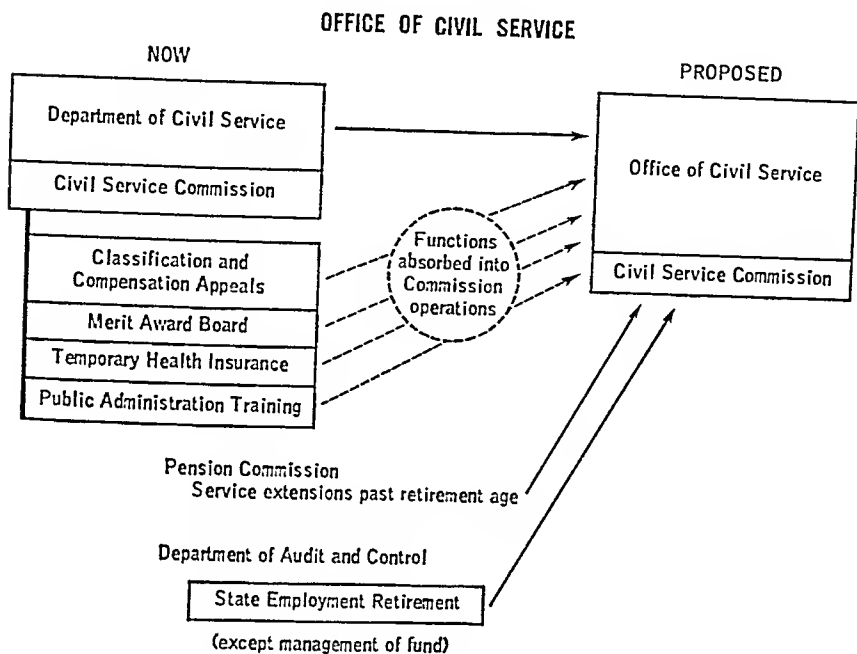 OFFICE OF CIVIL SERVICE
NOW
PROPOSED
Department of Civil Service
Civil Service Commission
Classification and
Compensation Appeals
Merit Award Board
Temporary Health Insurance
Public Administration Training
Functions
absorbed into
Commission
operations
Office of Civil Service
Civil Service Commission
Pension Commission
Service extensions past retirement age
Department of Audit and Control
State Employment Retirement
(except management of fund)